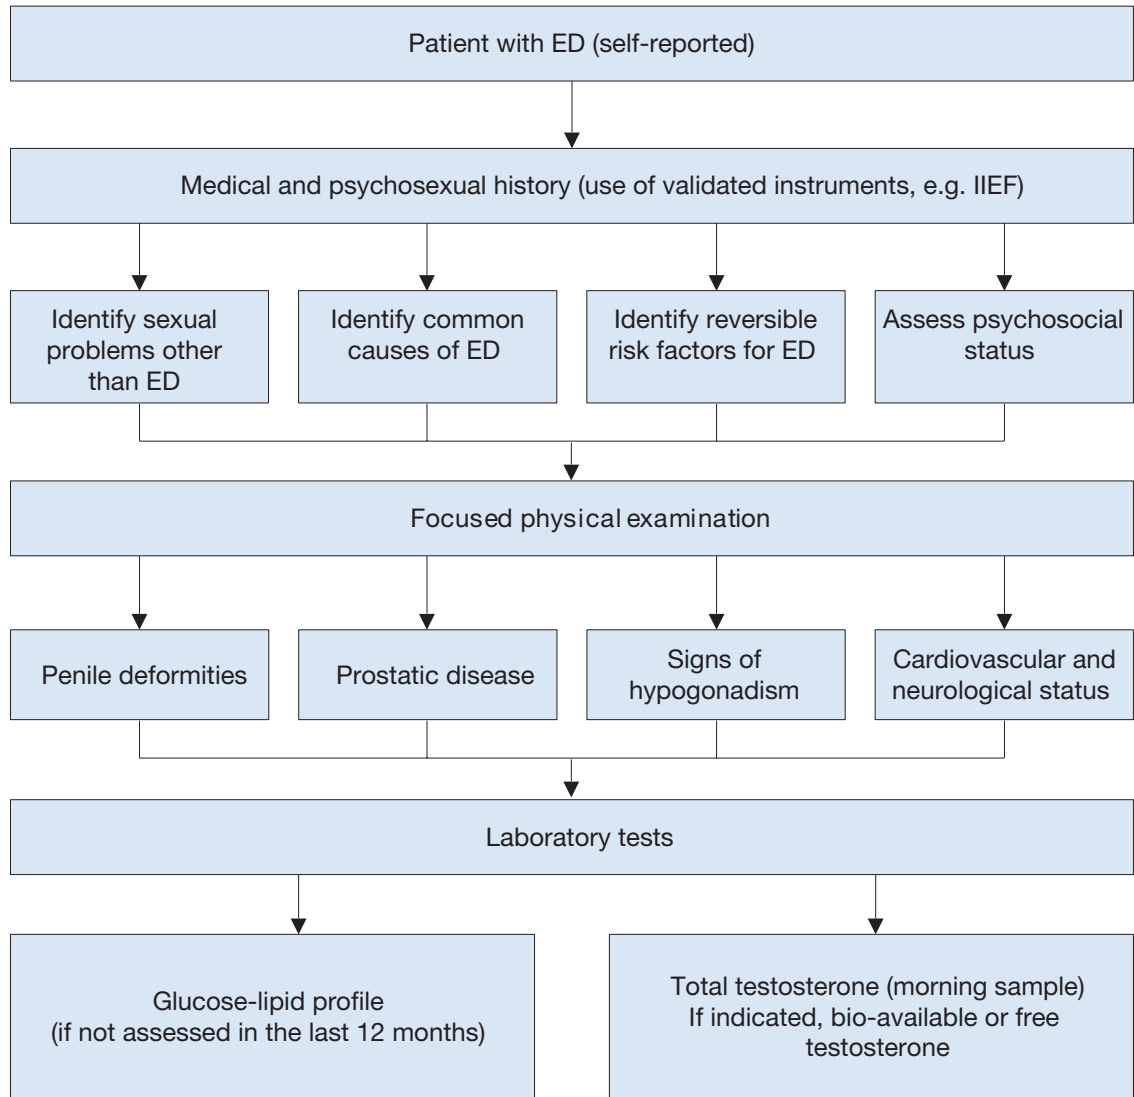 Patient with ED (self-reported)
Medical and psychosexual history (use of validated instruments, e.g. IIEF)
Identify sexual
problems other
than ED
Identify common
causes of ED
Identify reversible
risk factors for ED
Assess psychosocial
status
Focused physical examination
Penile deformities
Prostatic disease
Signs of
hypogonadism
Cardiovascular and
neurological status
Laboratory tests
Glucose-lipid profile
(if not assessed in the last 12 months)
Total testosterone (morning sample)
If indicated, bio-available or free
testosterone